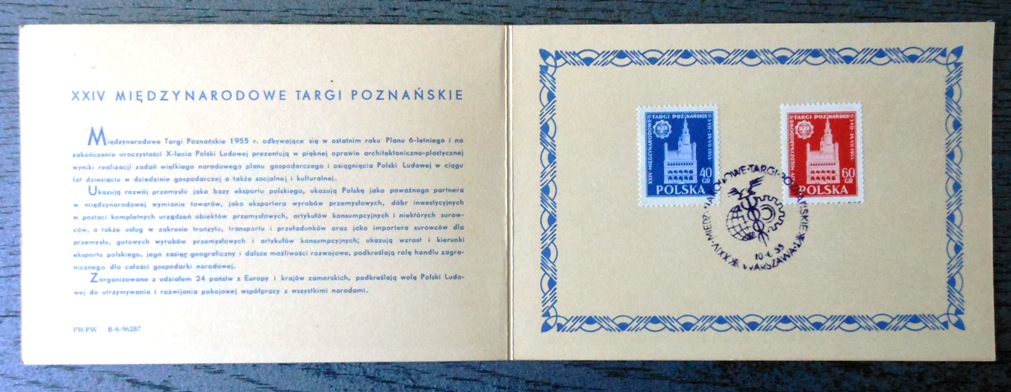 XXIV MIĘDZYNARODOWE TARGI POZNAŃSKIE
Międzynarodowe Targi Poznańskie 1955 r. odbywające się w ostatnim roku Planu 6-letniego i na
zakończenie uroczystości X-lecia Polski Ludowej prezentują w pięknej oprawie architektoniczno-plastycznej
wyniki realizacji zadań wielkiego narodowego planu gospodarczego i osiągnięcia Polski Ludowej w ciągu
lat dziesięciu w dziedzinie gospodarczej a także socjalnej i kulturalnej.
Ukazują rozwój przemysłu jako bazy eksportu polskiego, ukazują Polskę jako poważnego partnera
w międzynarodowej wymianie towarów, jako eksportera wyrobów przemysłowych, dóbr inwestycyjnych
w postaci kompletnych urządzeń obiektów przemysłowych, artykułów konsumpcyjnych i niektórych surow-
ców, a także usług w zakresie tranzytu, transportu i przeładunków oraz jako importera surowców dla
przemysłu, gotowych wyrobów przemysłowych i artykułów konsumpcyjnych; ukazują wzrost i kierunki
eksportu polskiego, jego zasięg geograficzny i dalsze możliwości rozwojowe, podkreślają rolę handlu zagra-
nicznego dla całości gospodarki narodowej.
Zorganizowane z udziałem 24 państw z Europy i krajów zamorskich, podkreślają wolę Polski Ludo-
wej do utrzymywania i rozwijania pokojowej współpracy z wszystkimi narodami.
PWPW B-6-96287
XXIV MIĘDZYNARODOWE
TARGI POZNAŃSKIE
40
GR
POLSKA
XXIV MIĘDZYNARODOWE
TARGI POZNAŃSKIE
60
GR
POLSKA
XXIV-MIĘDZYNARODOWE-TARGI-POZNAŃSKIE
WARSZAWA